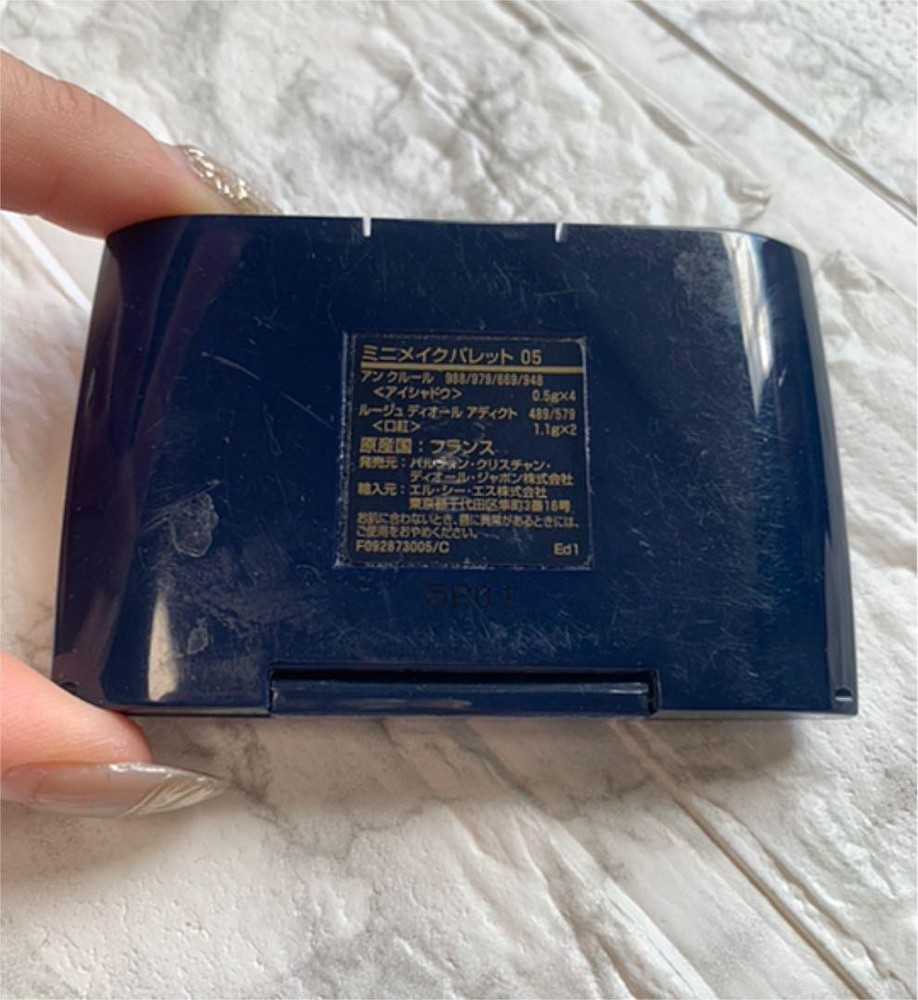 ミニメイクパレット 05
アン クルール 988/979/669/948
<アイシャドウ> 0.5g×4
ルージュ ディオール アディクト 489/579
<口紅> 1.1g×2
原産国:フランス
発売元:パルファン・クリスチャン・
ディオール・ジャポン株式会社
輸入元:エル・シー・エス株式会社
東京都千代田区隼町3番16号
お肌に合わないとき、唇に異常があるときには、
ご使用をおやめください。
F092873005/C Ed1